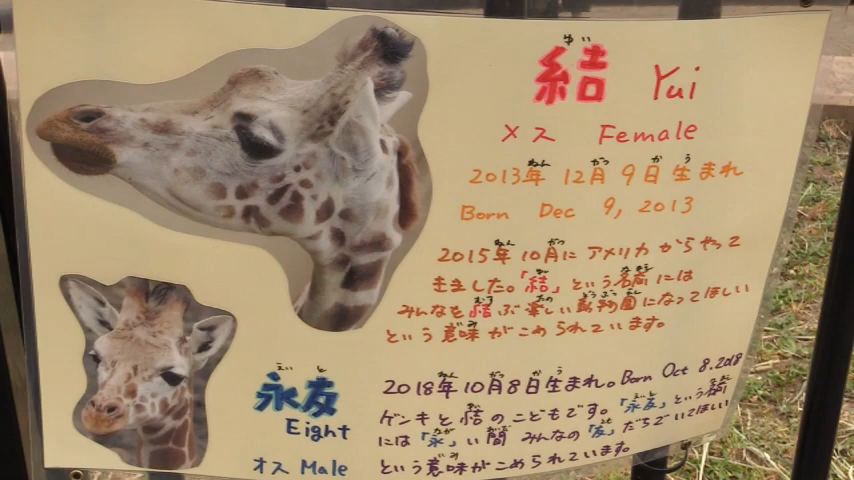 結 Yui
メス Female
2013年 12月 9日 生まれ
Born Dec 9, 2013
2015年 10月に アメリカ からやって
きました。「結」という名前には
みんなを 結ぶ 楽しい 動物園になってほしい
という意味がこめられています。
永友
Eight
オス Male
2018年10月8日生まれ。Born Oct 8.2018
ゲンキと結のこどもです。「永友」という名前
には「永」い間 みんなの「友」だちでいてほしい
という意味がこめられています。